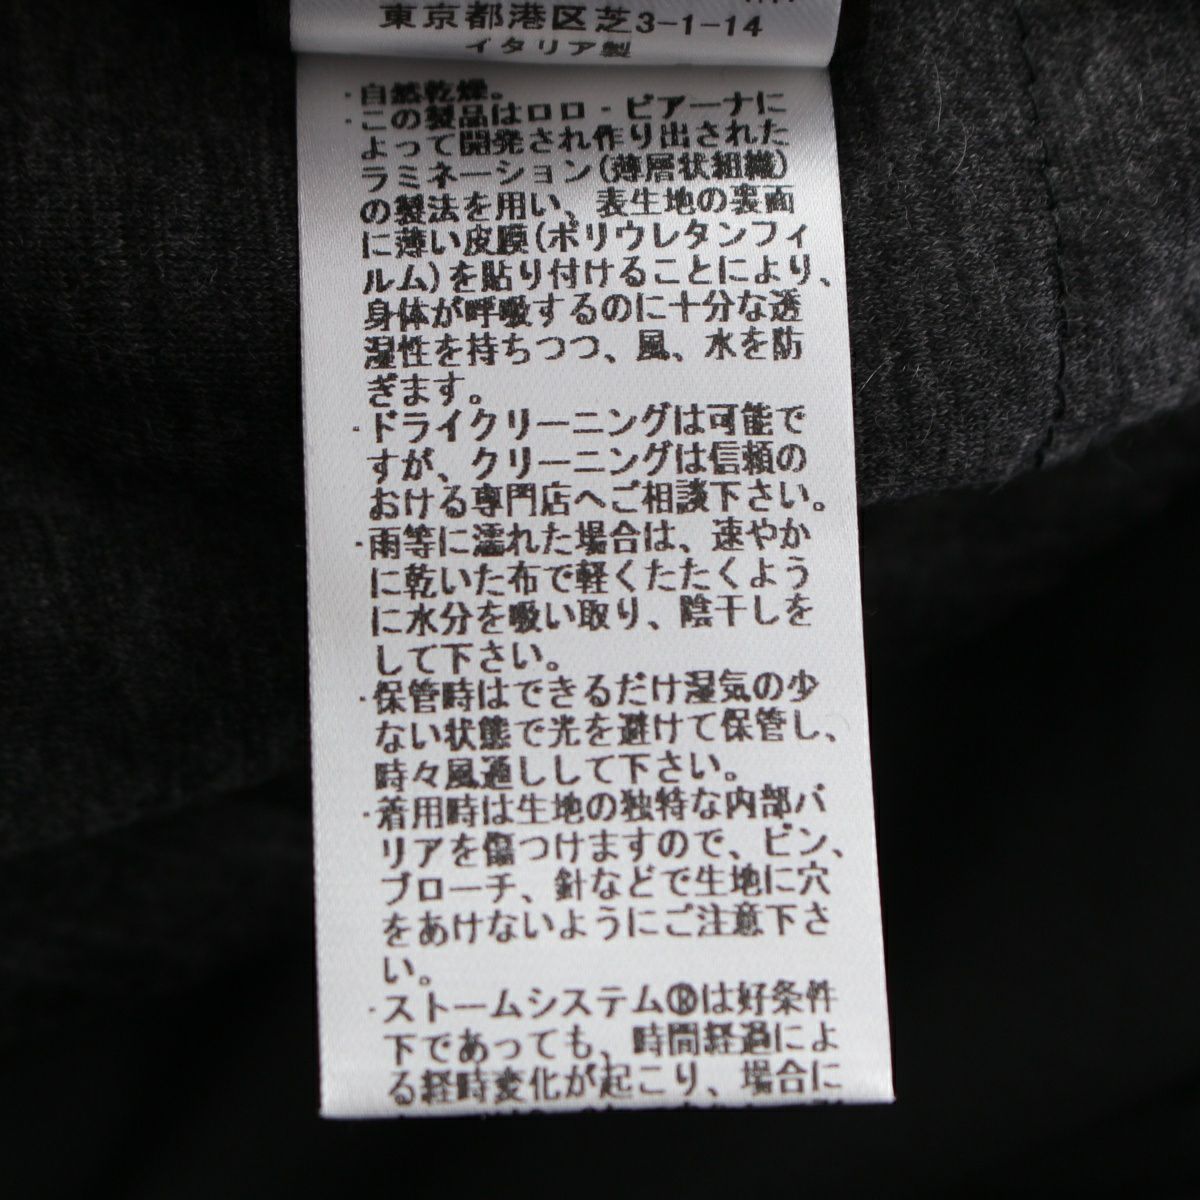 東京都港区芝3-1-14
イタリア製
・自然乾燥。
・この製品はロロ・ピアーナに
よって開発され作り出された
ラミネーション(薄層状組織)
の製法を用い、表生地の裏面
に薄い皮膜(ポリウレタンフィ
ルム)を貼り付けることにより、
身体が呼吸するのに十分な透
湿性を持ちつつ、風、水を防
ぎます。
・ドライクリーニングは可能で
すが、クリーニングは信頼の
おける専門店へご相談下さい。
・雨等に濡れた場合は、速やか
に乾いた布で軽くたたくよう
に水分を吸い取り、陰干しを
して下さい。
・保管時はできるだけ湿気の少
ない状態で光を避けて保管し、
時々風通しして下さい。
・着用時は生地の独特な内部バ
リアを傷つけますので、ピン、
ブローチ、針などで生地に穴
をあけないようにご注意下さ
い。
・ストームシステム®は好条件
下であっても、時間経過によ
る経時変化が起こり、場合に